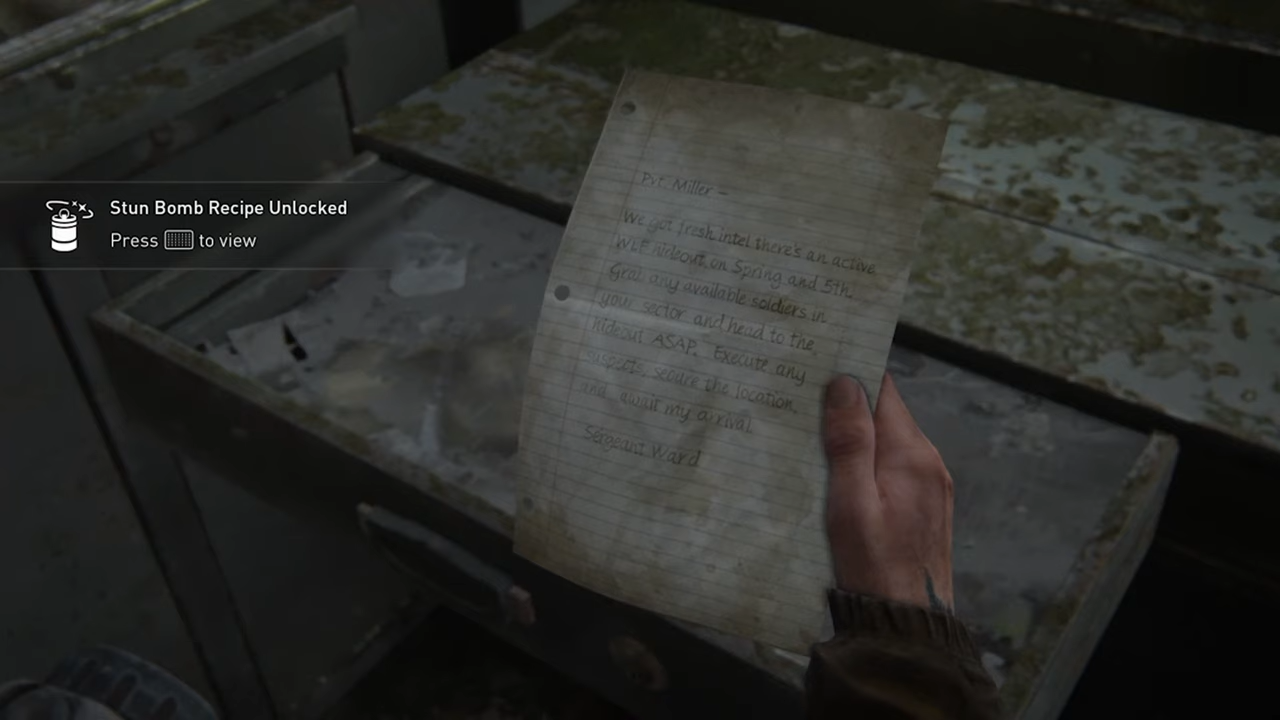 Stun Bomb Recipe Unlocked
Press to view
Pvt. Miller –
We got fresh intel there's an active
WLF hideout on Spring and 5th.
Grab any available soldiers in
your sector and head to the
hideout ASAP. Execute any
suspects, secure the location,
and await my arrival.
Sergeant Ward